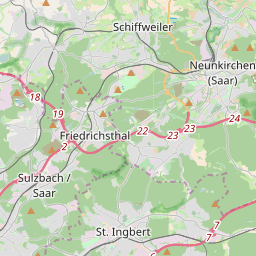 Schiffweiler
Neunkirchen
(Saar)
18
19
24
23
22
23
Friedrichsthal
2
Sulzbach /
Saar
St. Ingbert
7
7